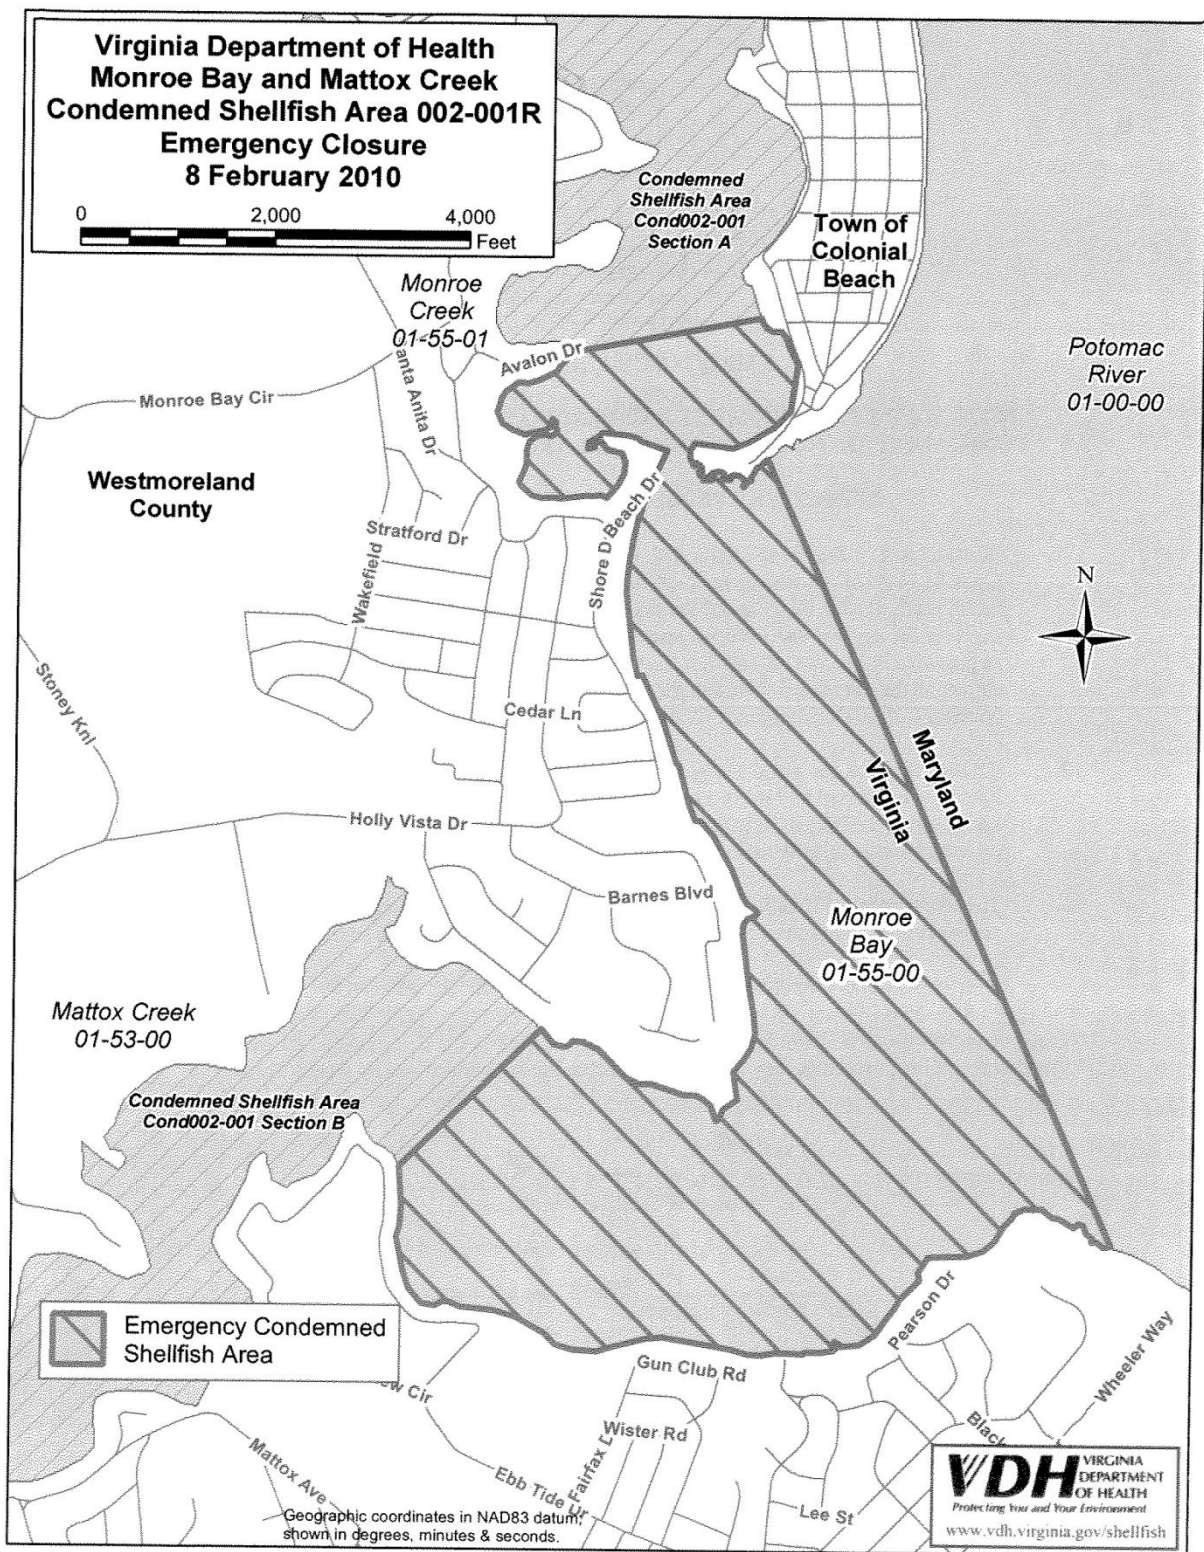 Virginia Department of Health
Monroe Bay and Mattox Creek
Condemned Shellfish Area 002-001R
Emergency Closure
8 February 2010
0 2,000 4,000
Feet
Condemned
Shellfish Area
Cond002-001
Section A
Town of
Colonial
Beach
Monroe
Creek
01-55-01
Potomac
River
01-00-00
Avalon Dr
Monroe Bay Cir
anta Anita Dr
Westmoreland
County
Beach Dr
Stratford Dr
Shore D
Wakefield
N
Stoney Knl
Cedar Ln
Maryland
Virginia
Holly Vista Dr
Barnes Blvd
Monroe
Bay
01-55-00
Mattox Creek
01-53-00
Condemned Shellfish Area
Cond002-001 Section B
Pearson Dr
Emergency Condemned
Shellfish Area
Gun Club Rd
Wheeler Way
ew Cir
Wister Rd
Black
Mattox Ave
Ebb Tide Dr
Fairfax D
Lee St
Geographic coordinates in NAD83 datum;
shown in degrees, minutes & seconds.
VDH VIRGINIA
DEPARTMENT
OF HEALTH
Protecting You and Your Environment
www.vdh.virginia.gov/shellfish